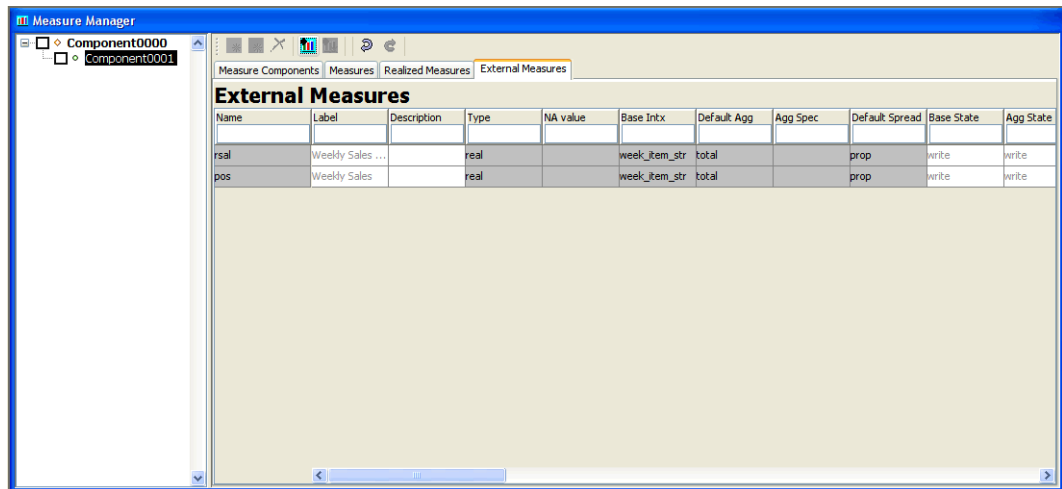 Measure Manager
Component0000
Component0001
Measure Components Measures Realized Measures External Measures
External Measures
Name Label Description Type NA value Base Intx Default Agg Agg Spec Default Spread Base State Agg State
rsal Weekly Sales ... real week_item_str total prop write write
pos Weekly Sales real week_item_str total prop write write